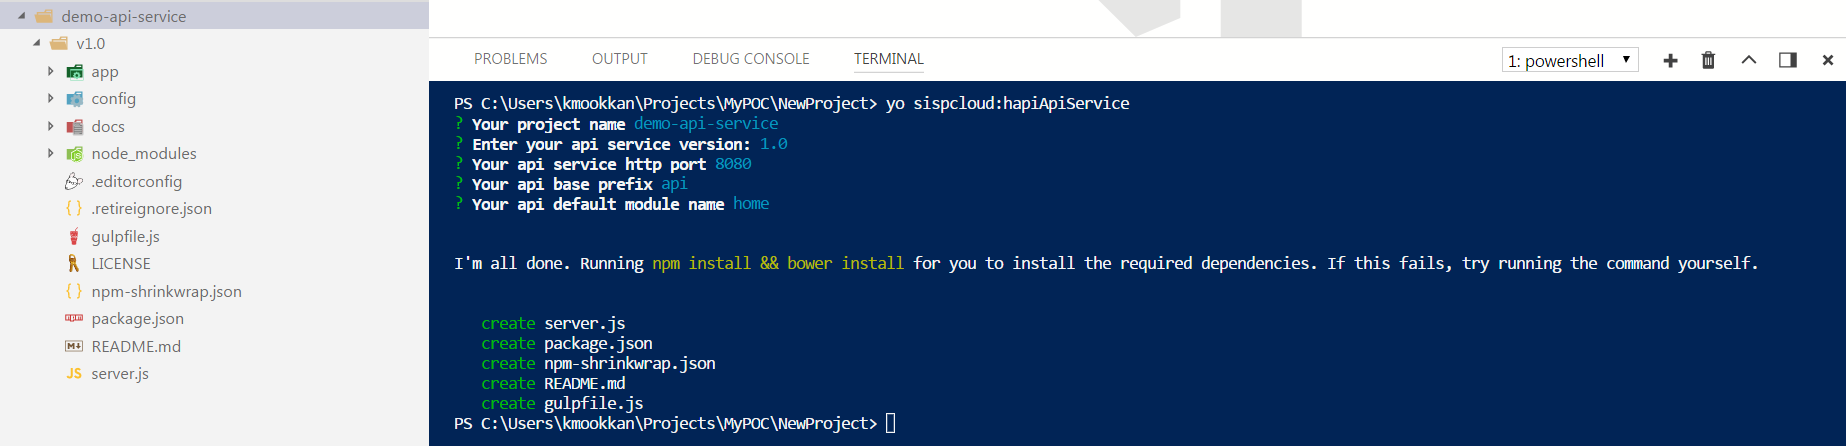 demo-api-service
v1.0
app
config
docs
node_modules
.editorconfig
{ } .retireignore.json
gulpfile.js
LICENSE
{ } npm-shrinkwrap.json
package.json
README.md
JS server.js
PROBLEMS OUTPUT DEBUG CONSOLE TERMINAL 1: powershell
PS C:\Users\kmookkan\Projects\MyPOC\NewProject> yo sispcloud:hapiApiService
? Your project name demo-api-service
? Enter your api service version: 1.0
? Your api service http port 8080
? Your api base prefix api
? Your api default module name home
I'm all done. Running npm install && bower install for you to install the required dependencies. If this fails, try running the command yourself.
create server.js
create package.json
create npm-shrinkwrap.json
create README.md
create gulpfile.js
PS C:\Users\kmookkan\Projects\MyPOC\NewProject>